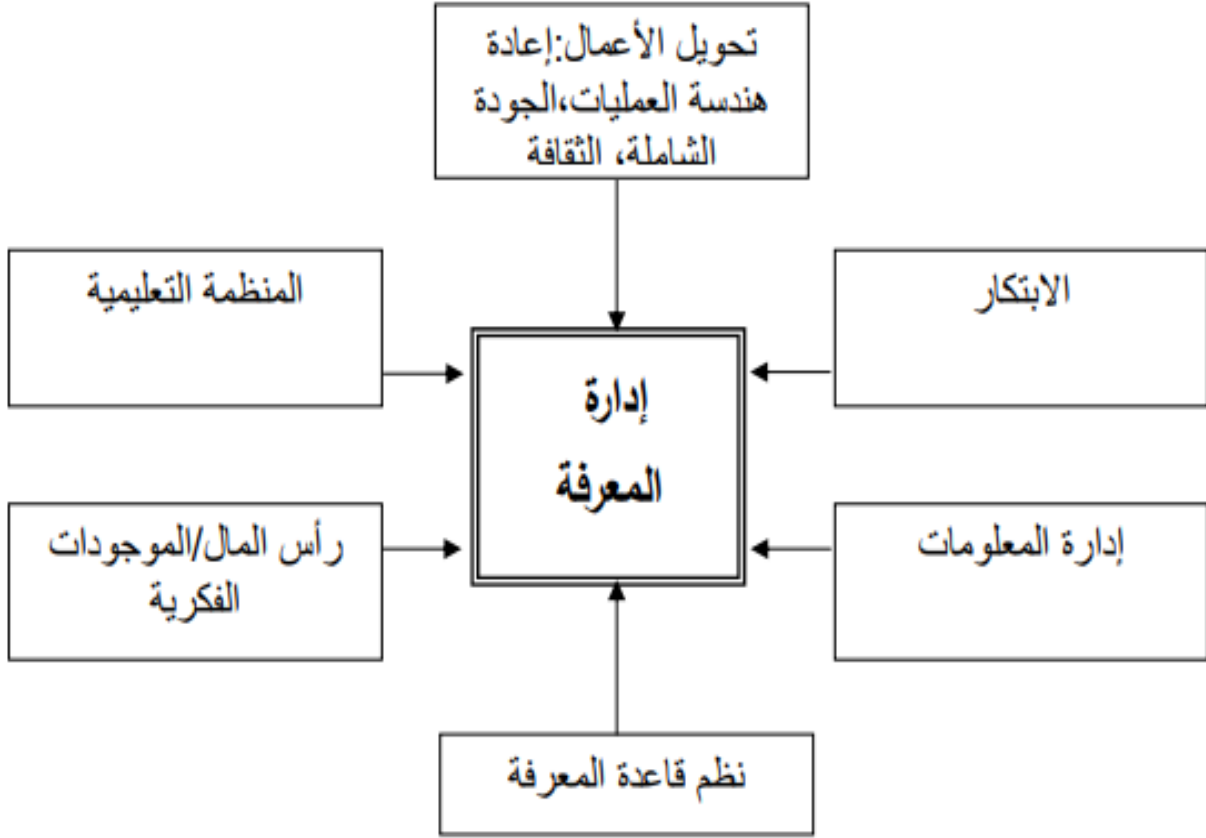 تحويل الأعمال:إعادة
هندسة العمليات،الجودة
الشاملة، الثقافة
الابتكار
المنظمة التعليمية
إدارة
المعرفة
إدارة المعلومات
رأس المال/الموجودات
الفكرية
نظم قاعدة المعرفة